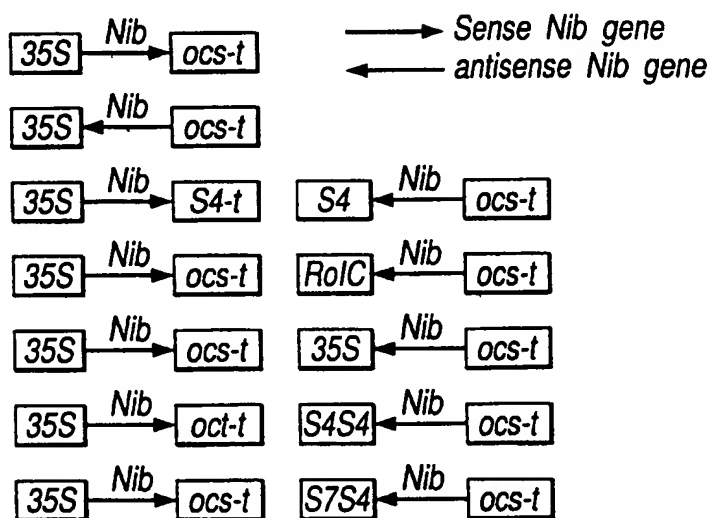 35S Nib ocs-t → Sense Nib gene
← antisense Nib gene
35S Nib ocs-t
35S Nib S4-t S4 Nib ocs-t
35S Nib ocs-t RolC Nib ocs-t
35S Nib ocs-t 35S Nib ocs-t
35S Nib oct-t S4S4 Nib ocs-t
35S Nib ocs-t S7S4 Nib ocs-t